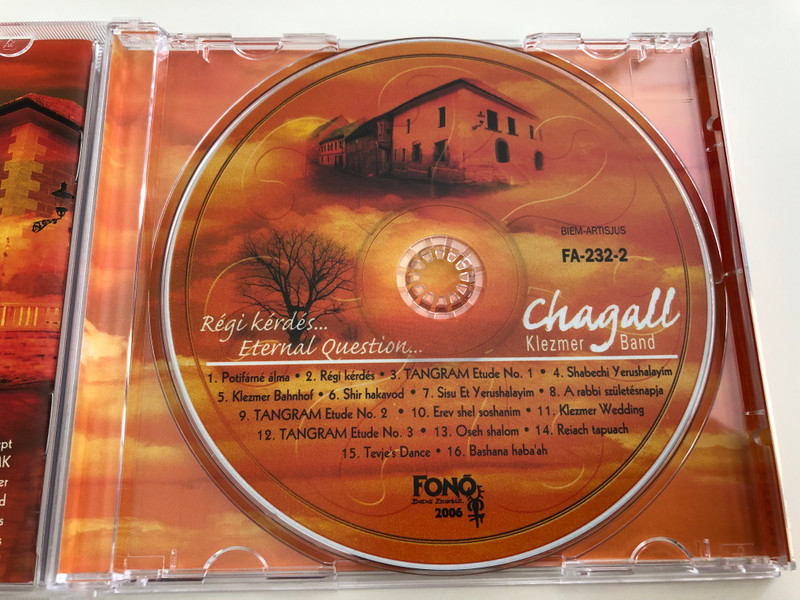 BIEM-ARTISJUS
FA-232-2
Régi kérdés...
Eternal Question...
chagall
Klezmer Band
1. Potifárné álma • 2. Régi kérdés • 3. TANGRAM Etude No. 1 • 4. Shabechi Yerushalayim
5. Klezmer Bahnhof • 6. Shir hakavod • 7. Sisu Et Yerushalayim • 8. A rabbi születésnapja
9. TANGRAM Etude No. 2 • 10. Erev shel soshanim • 11. Klezmer Wedding
12. TANGRAM Etude No. 3 • 13. Oseh shalom • 14. Reiach tapuach
15. Tevje's Dance • 16. Bashana haba'ah
FONÓ
2006